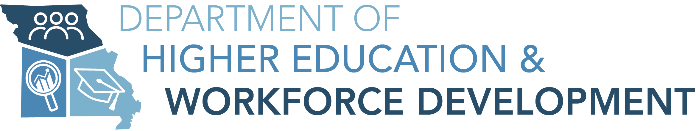 DEPARTMENT OF
HIGHER EDUCATION &
WORKFORCE DEVELOPMENT